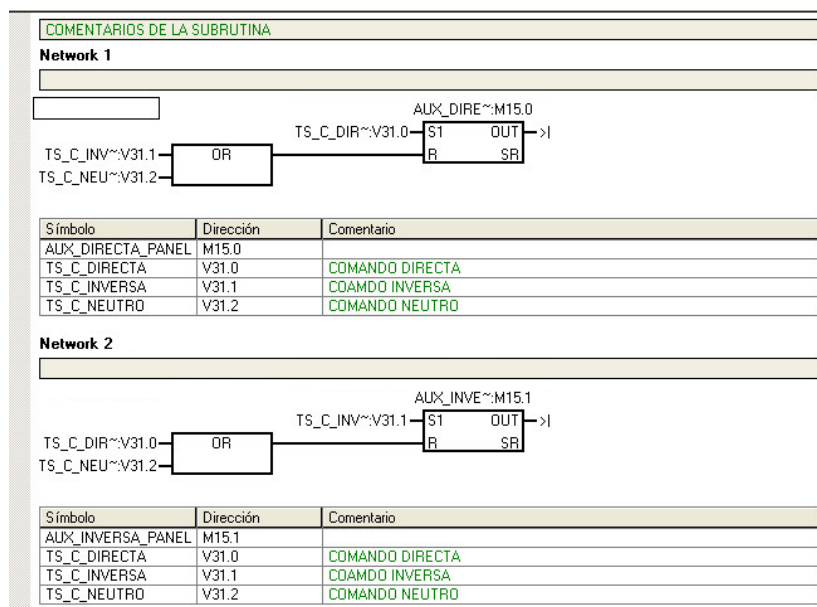 COMENTARIOS DE LA SUBRUTINA
Network 1
AUX_DIRE~:M15.0
TS_C_DIR~:V31.0 S1 OUT
TS_C_INV~:V31.1 OR R SR
TS_C_NEU~:V31.2
Símbolo Dirección Comentario
AUX_DIRECTA_PANEL M15.0
TS_C_DIRECTA V31.0 COMANDO DIRECTA
TS_C_INVERSA V31.1 COAMDO INVERSA
TS_C_NEUTRO V31.2 COMANDO NEUTRO
Network 2
AUX_INVE~:M15.1
TS_C_INV~:V31.1 S1 OUT
TS_C_DIR~:V31.0 OR R SR
TS_C_NEU~:V31.2
Símbolo Dirección Comentario
AUX_INVERSA_PANEL M15.1
TS_C_DIRECTA V31.0 COMANDO DIRECTA
TS_C_INVERSA V31.1 COAMDO INVERSA
TS_C_NEUTRO V31.2 COMANDO NEUTRO